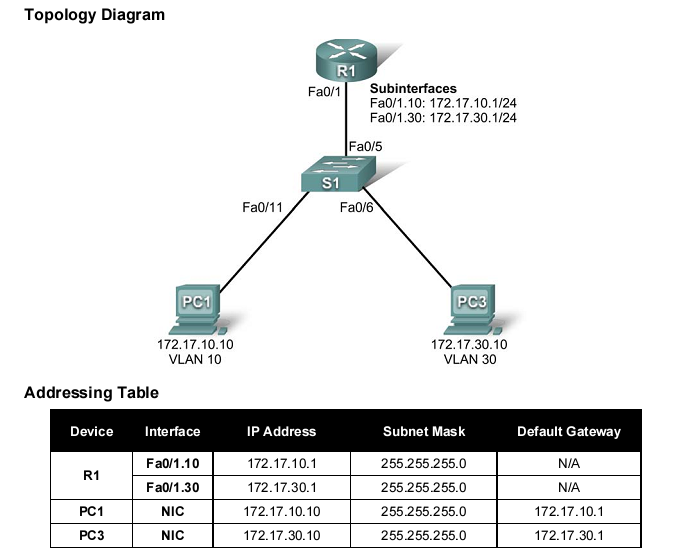 Topology Diagram
R1
Fa0/1
Subinterfaces
Fa0/1.10: 172.17.10.1/24
Fa0/1.30: 172.17.30.1/24
Fa0/5
S1
Fa0/11
Fa0/6
PC1
PC3
172.17.10.10
VLAN 10
172.17.30.10
VLAN 30
Addressing Table
Device Interface IP Address Subnet Mask Default Gateway
R1 Fa0/1.10 172.17.10.1 255.255.255.0 N/A
Fa0/1.30 172.17.30.1 255.255.255.0 N/A
PC1 NIC 172.17.10.10 255.255.255.0 172.17.10.1
PC3 NIC 172.17.30.10 255.255.255.0 172.17.30.1